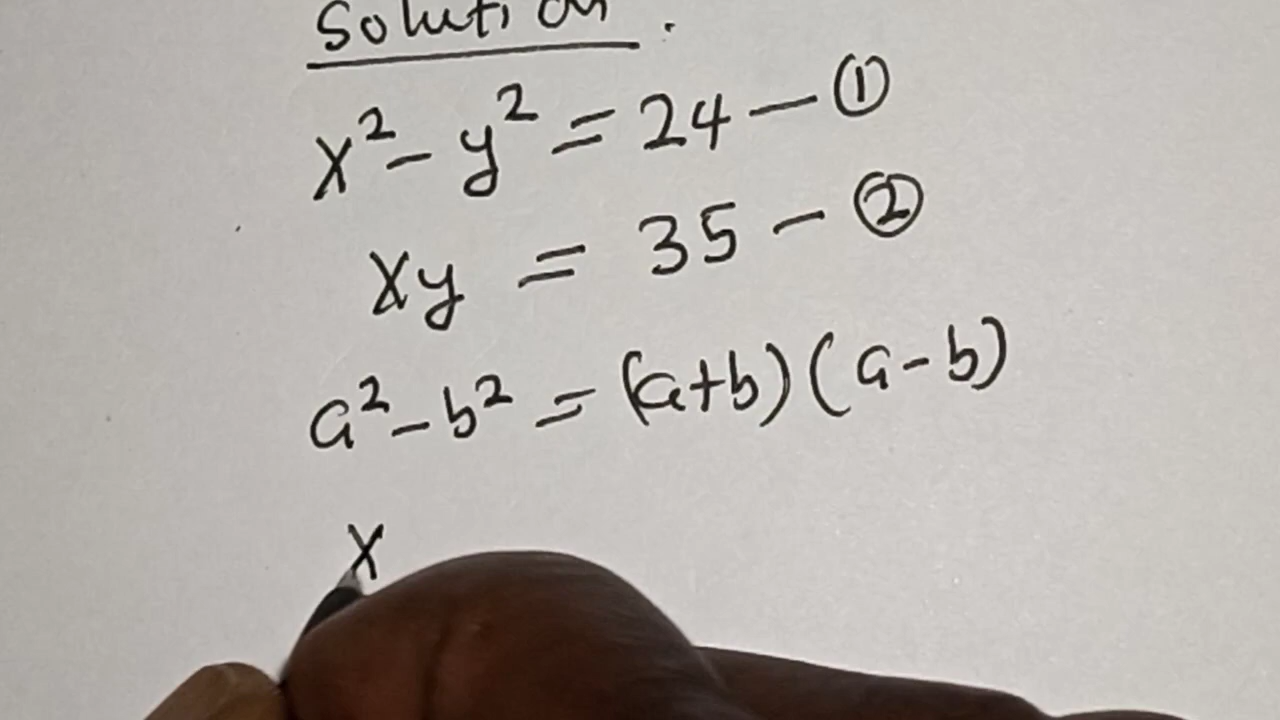 Solution.
x² - y² = 24 — ①
xy = 35 — ②
a² - b² = (a+b)(a-b)
x